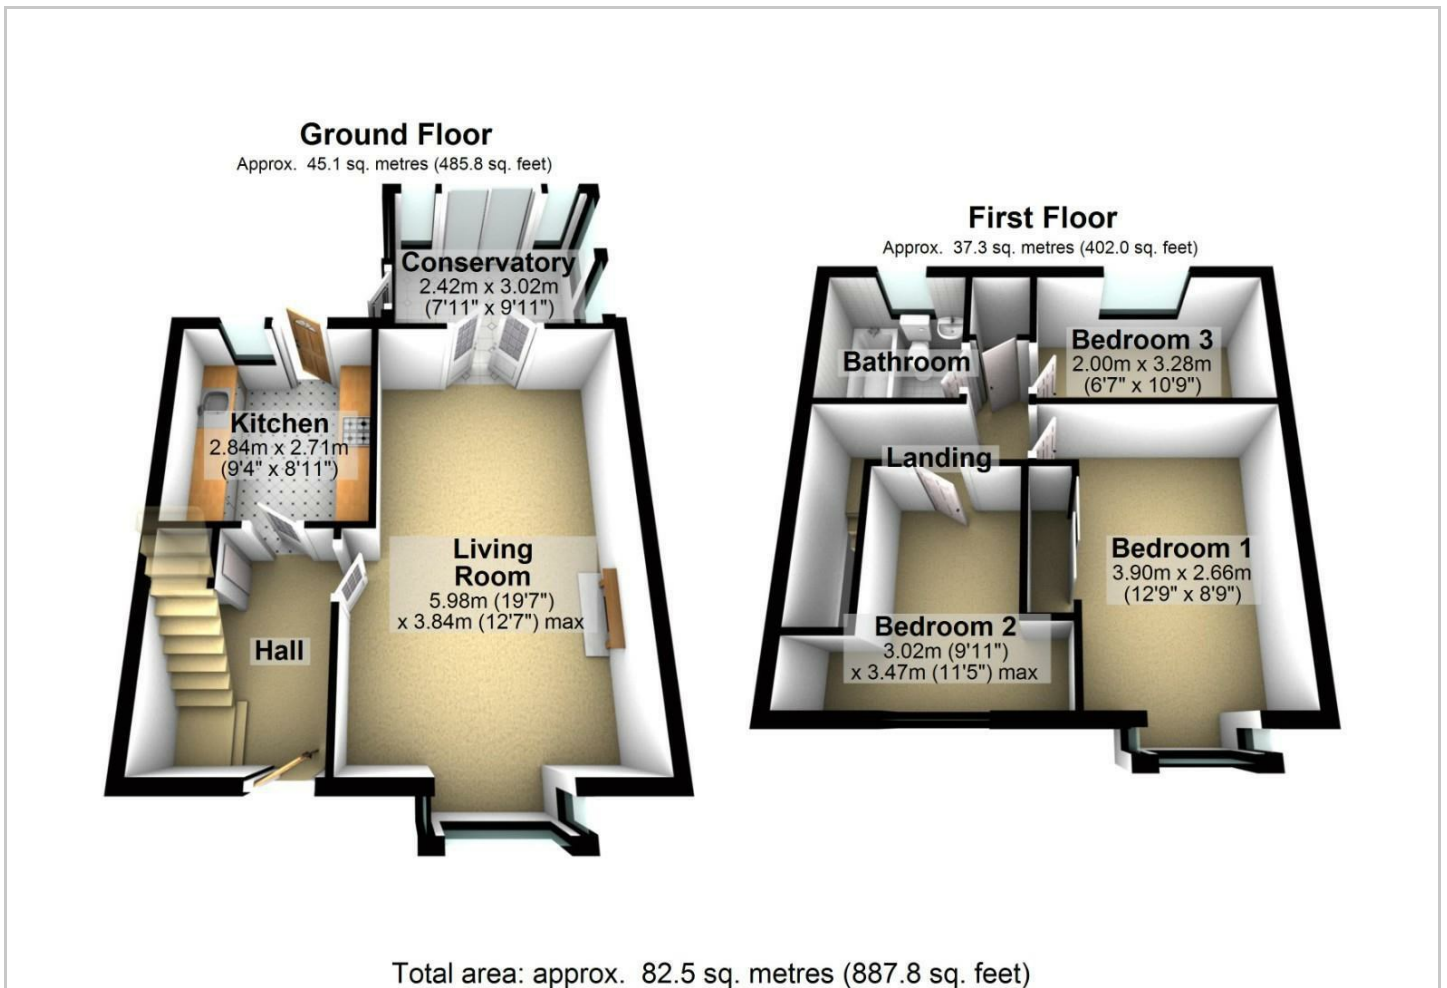 Ground Floor
Approx. 45.1 sq. metres (485.8 sq. feet)
Conservatory
2.42m x 3.02m
(7'11" x 9'11")
Kitchen
2.84m x 2.71m
(9'4" x 8'11")
Living
Room
5.98m (19'7")
x 3.84m (12'7") max
Hall
First Floor
Approx. 37.3 sq. metres (402.0 sq. feet)
Bathroom
Bedroom 3
2.00m x 3.28m
(6'7" x 10'9")
Landing
Bedroom 1
3.90m x 2.66m
(12'9" x 8'9")
Bedroom 2
3.02m (9'11")
x 3.47m (11'5") max
Total area: approx. 82.5 sq. metres (887.8 sq. feet)